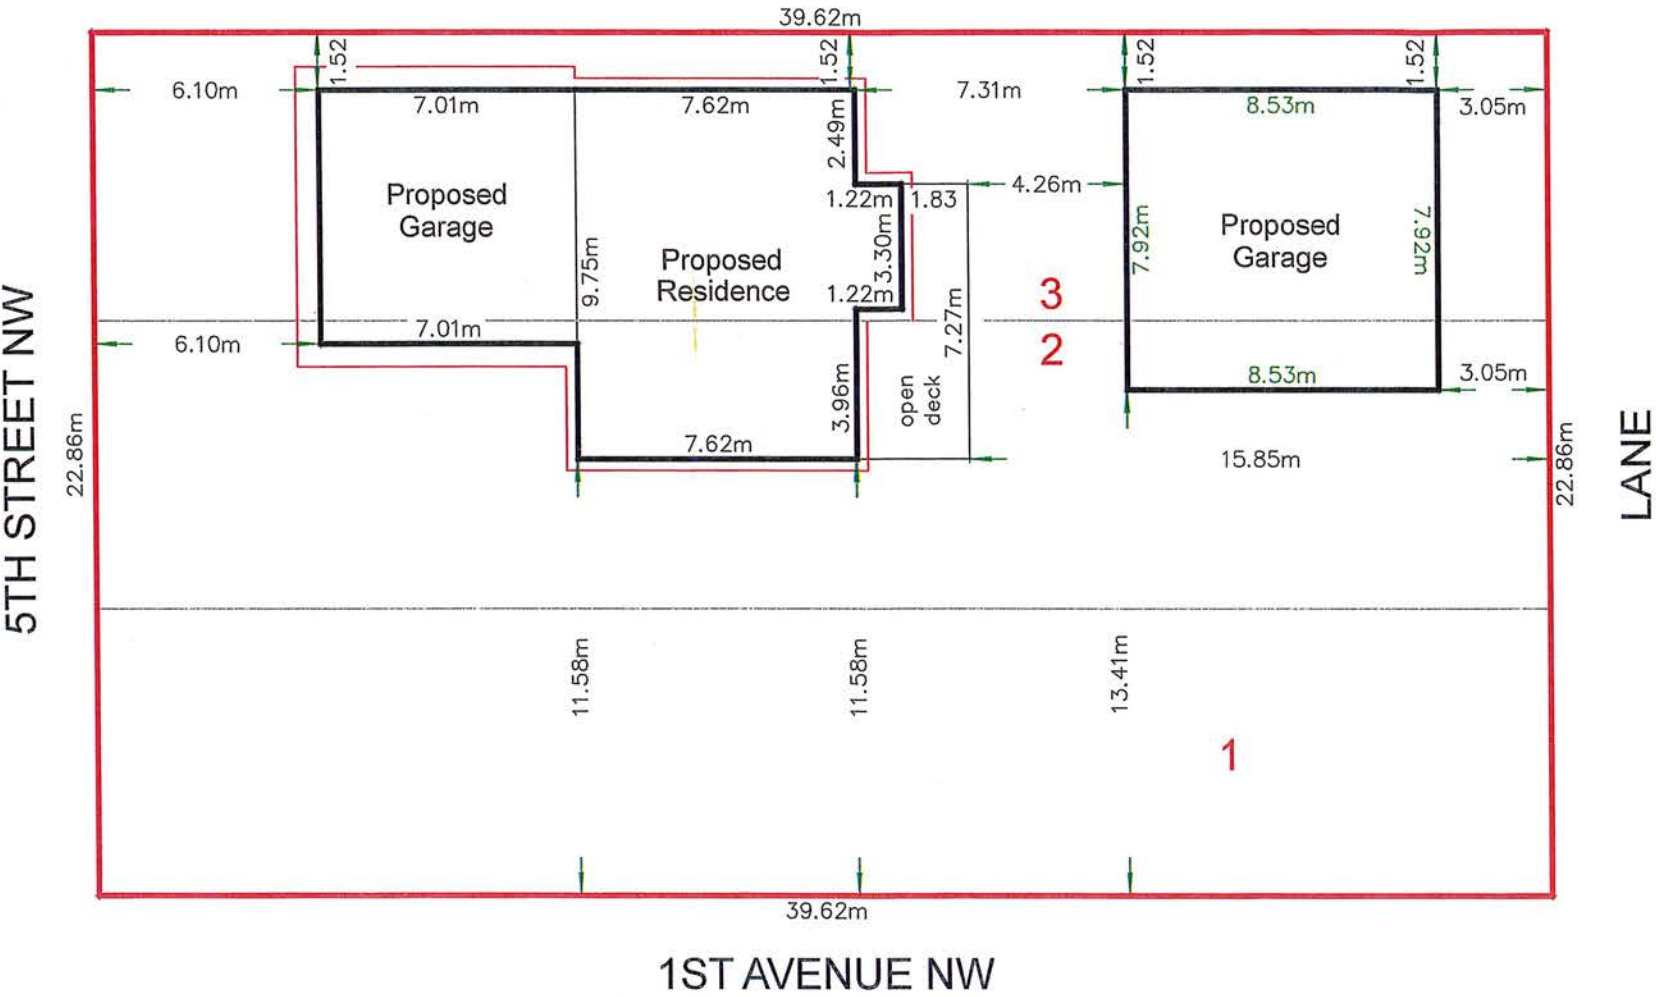 39.62m
1.52
1.52
1.52
1.52
6.10m
7.01m
7.62m
7.31m
8.53m
3.05m
2.49m
Proposed
Garage
1.22m
1.83
4.26m
Proposed
Garage
7.92m
7.92m
9.75m
Proposed
Residence
3.30m
1.22m
3
7.27m
6.10m
7.01m
2
8.53m
3.05m
3.96m
open
deck
7.62m
15.85m
5TH STREET NW
22.86m
22.86m
LANE
11.58m
11.58m
13.41m
1
39.62m
1ST AVENUE NW